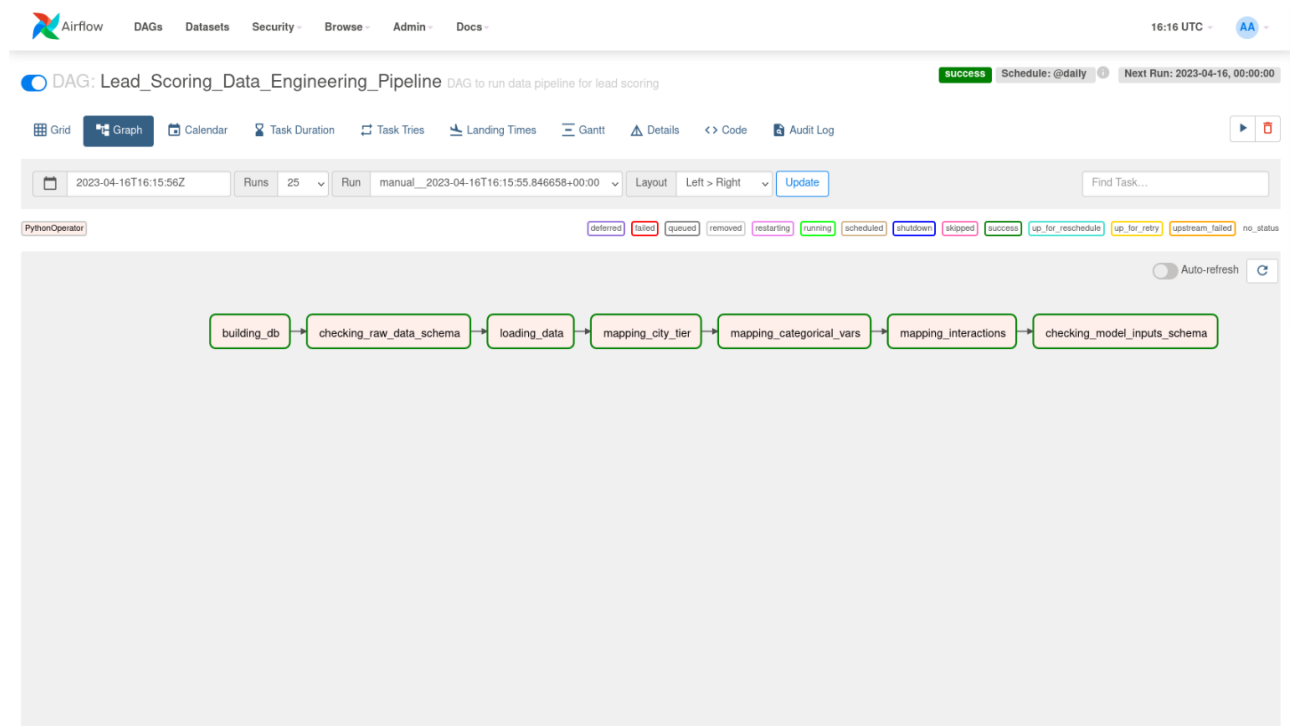 Airflow DAGs Datasets Security Browse Admin Docs 16:16 UTC AA
DAG: Lead_Scoring_Data_Engineering_Pipeline DAG to run data pipeline for lead scoring success Schedule: @daily Next Run: 2023-04-16, 00:00:00
Grid Graph Calendar Task Duration Task Tries Landing Times Gantt Details <> Code Audit Log
2023-04-16T16:15:56Z Runs 25 Run manual__2023-04-16T16:15:55.846658+00:00 Layout Left > Right Update Find Task...
PythonOperator deferred failed queued removed restarting running scheduled shutdown skipped success up_for_reschedule up_for_retry upstream_failed no_status
Auto-refresh
building_db checking_raw_data_schema loading_data mapping_city_tier mapping_categorical_vars mapping_interactions checking_model_inputs_schema